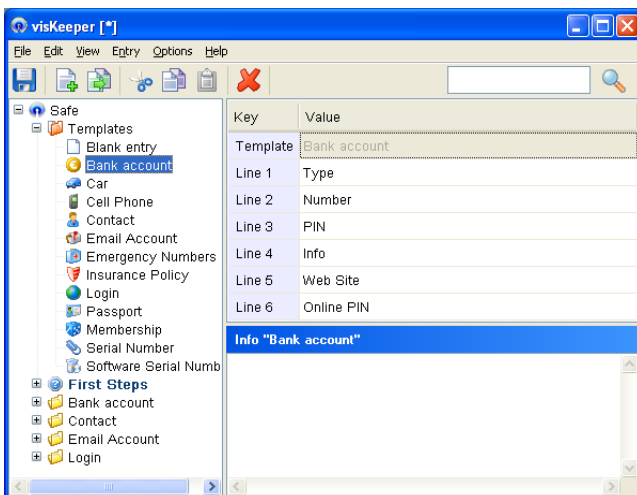 visKeeper [*]
File Edit View Entry Options Help
Safe
Templates
Blank entry
Bank account
Car
Cell Phone
Contact
Email Account
Emergency Numbers
Insurance Policy
Login
Passport
Membership
Serial Number
Software Serial Numb
First Steps
Bank account
Contact
Email Account
Login
Key Value
Template Bank account
Line 1 Type
Line 2 Number
Line 3 PIN
Line 4 Info
Line 5 Web Site
Line 6 Online PIN
Info "Bank account"